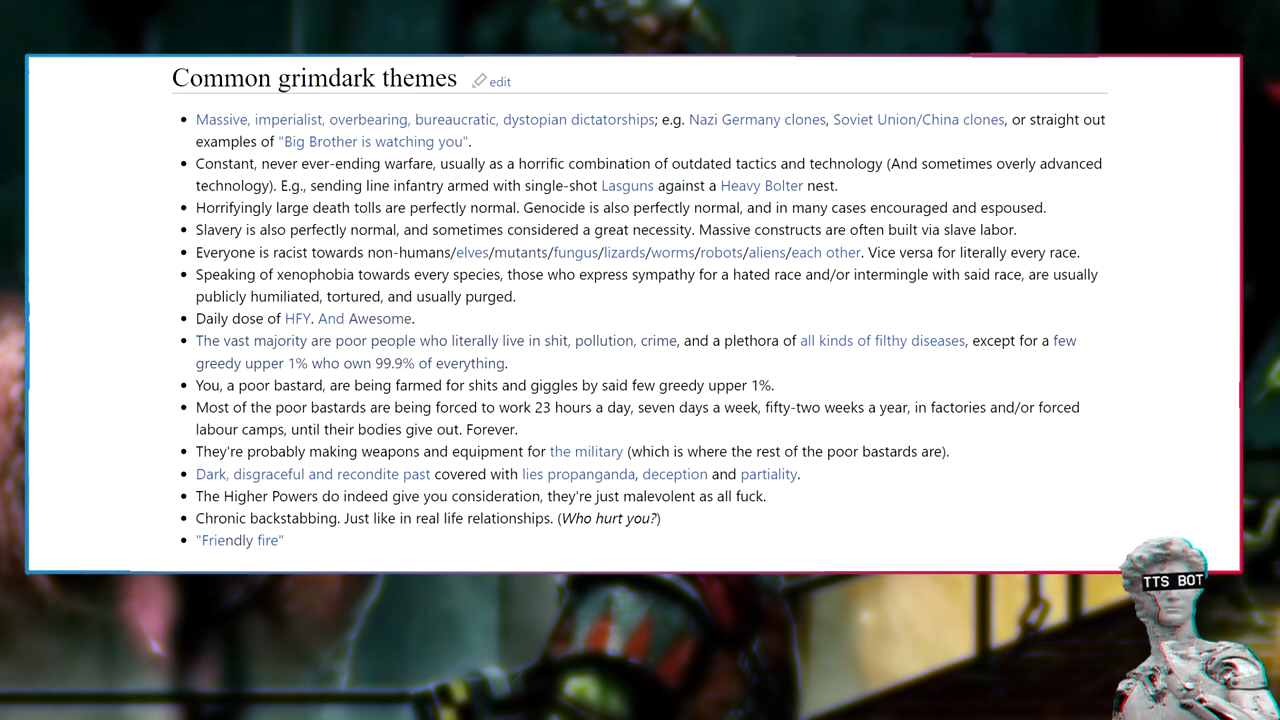 Common grimdark themes edit
Massive, imperialist, overbearing, bureaucratic, dystopian dictatorships; e.g. Nazi Germany clones, Soviet Union/China clones, or straight out
examples of "Big Brother is watching you".
Constant, never ever-ending warfare, usually as a horrific combination of outdated tactics and technology (And sometimes overly advanced
technology). E.g., sending line infantry armed with single-shot Lasguns against a Heavy Bolter nest.
Horrifyingly large death tolls are perfectly normal. Genocide is also perfectly normal, and in many cases encouraged and espoused.
Slavery is also perfectly normal, and sometimes considered a great necessity. Massive constructs are often built via slave labor.
Everyone is racist towards non-humans/elves/mutants/fungus/lizards/worms/robots/aliens/each other. Vice versa for literally every race.
Speaking of xenophobia towards every species, those who express sympathy for a hated race and/or intermingle with said race, are usually
publicly humiliated, tortured, and usually purged.
Daily dose of HFY. And Awesome.
The vast majority are poor people who literally live in shit, pollution, crime, and a plethora of all kinds of filthy diseases, except for a few
greedy upper 1% who own 99.9% of everything.
You, a poor bastard, are being farmed for shits and giggles by said few greedy upper 1%.
Most of the poor bastards are being forced to work 23 hours a day, seven days a week, fifty-two weeks a year, in factories and/or forced
labour camps, until their bodies give out. Forever.
They're probably making weapons and equipment for the military (which is where the rest of the poor bastards are).
Dark, disgraceful and recondite past covered with lies propaganda, deception and partiality.
The Higher Powers do indeed give you consideration, they're just malevolent as all fuck.
Chronic backstabbing. Just like in real life relationships. (Who hurt you?)
"Friendly fire"
TTS BOT